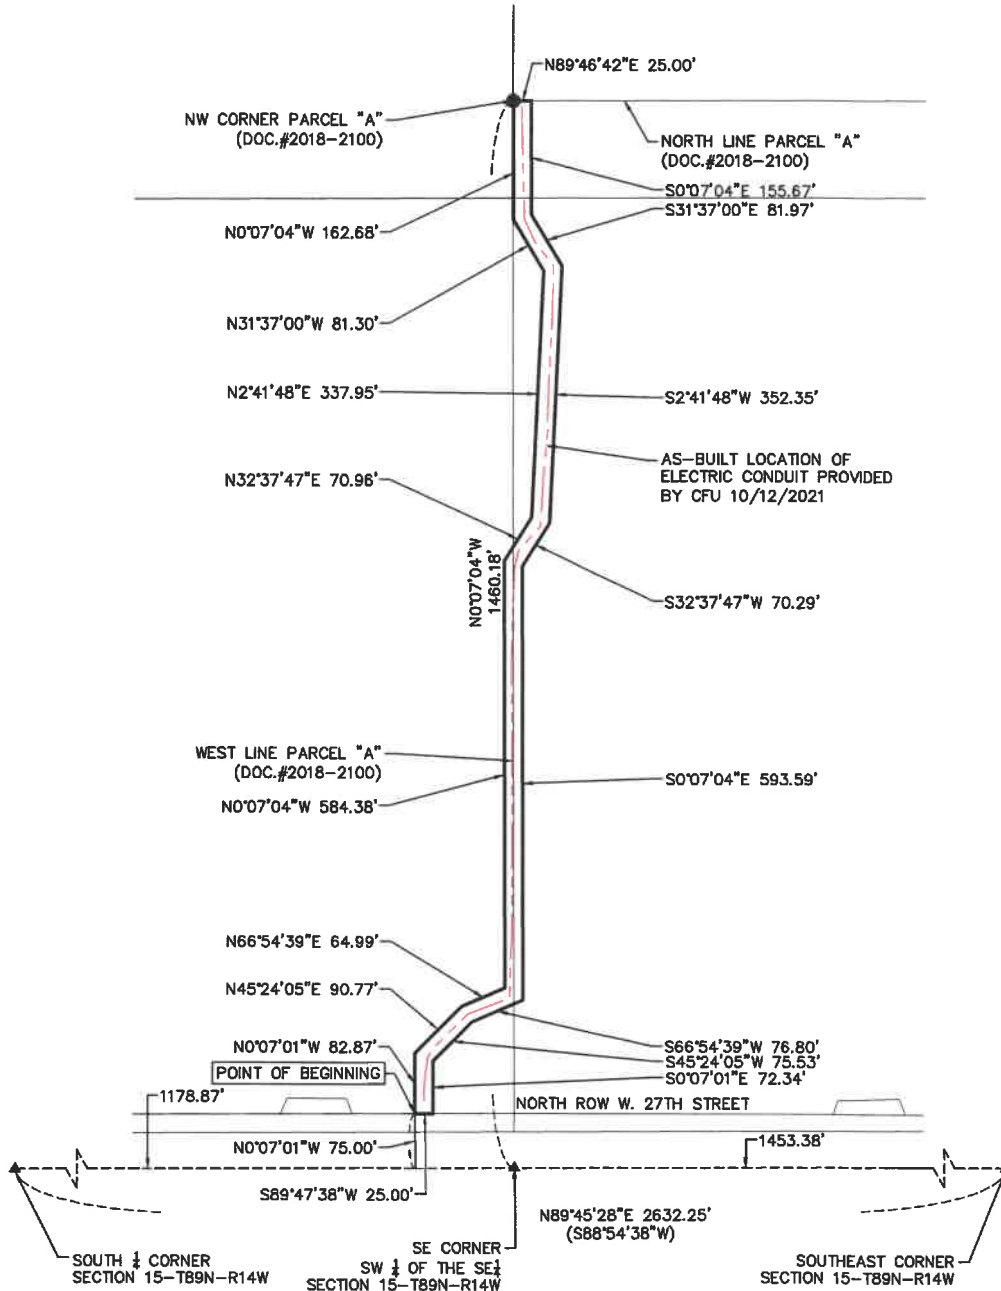 N89°46'42"E 25.00'
NW CORNER PARCEL "A"
(DOC.#2018-2100)
NORTH LINE PARCEL "A"
(DOC.#2018-2100)
S0°07'04"E 155.67'
S31°37'00"E 81.97'
N0°07'04"W 162.68'
N31°37'00"W 81.30'
N2°41'48"E 337.95'
S2°41'48"W 352.35'
AS-BUILT LOCATION OF
ELECTRIC CONDUIT PROVIDED
BY CFU 10/12/2021
N32°37'47"E 70.96'
N0°07'04"W
1460.18'
S32°37'47"W 70.29'
WEST LINE PARCEL "A"
(DOC.#2018-2100)
N0°07'04"W 584.38'
S0°07'04"E 593.59'
N66°54'39"E 64.99'
N45°24'05"E 90.77'
N0°07'01"W 82.87'
S66°54'39"W 76.80'
S45°24'05"W 75.53'
S0°07'01"E 72.34'
POINT OF BEGINNING
1178.87'
NORTH ROW W. 27TH STREET
N0°07'01"W 75.00'
1453.38'
S89°47'38"W 25.00'
N89°45'28"E 2632.25'
(S88°54'38"W)
SOUTH ¼ CORNER
SECTION 15-T89N-R14W
SE CORNER
SW ¼ OF THE SE¼
SECTION 15-T89N-R14W
SOUTHEAST CORNER
SECTION 15-T89N-R14W